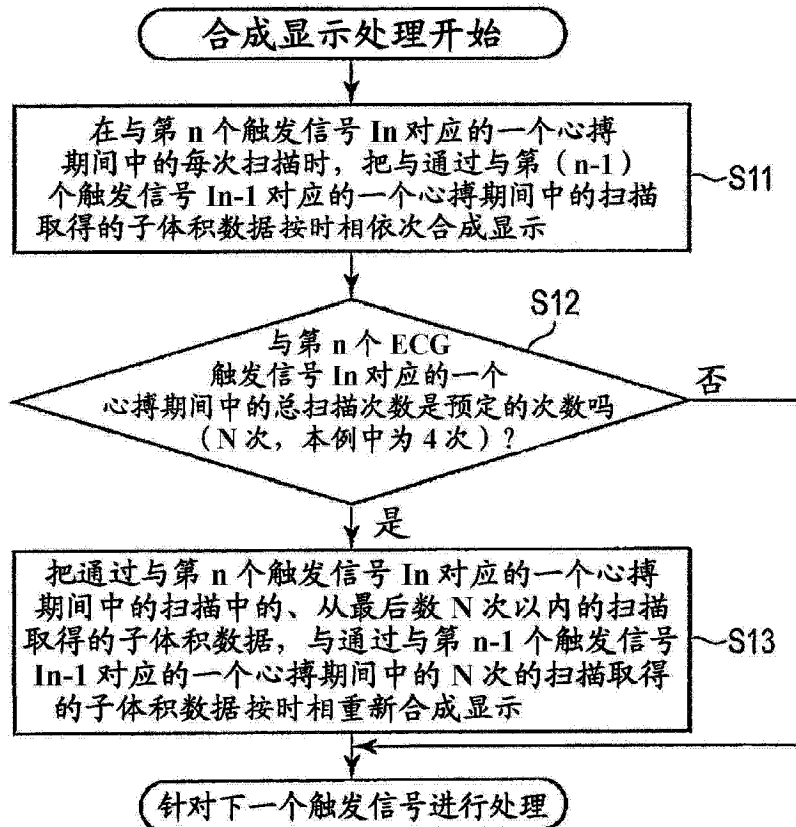 合成显示处理开始
在与第 n 个触发信号 In 对应的一个心搏
期间中的每次扫描时，把与通过与第（n-1）
个触发信号 In-1 对应的一个心搏期间中的扫描
取得的子体积数据按时相依次合成显示
S11
S12
与第 n 个 ECG
触发信号 In 对应的一个
心搏期间中的总扫描次数是预定的次数吗
（N 次，本例中为 4 次）？
否
是
把通过与第 n 个触发信号 In 对应的一个心搏
期间中的扫描中的、从最后数 N 次以内的扫描
取得的子体积数据，与通过与第 n-1 个触发信号
In-1 对应的一个心搏期间中的 N 次的扫描取得
的子体积数据按时相重新合成显示
S13
针对下一个触发信号进行处理